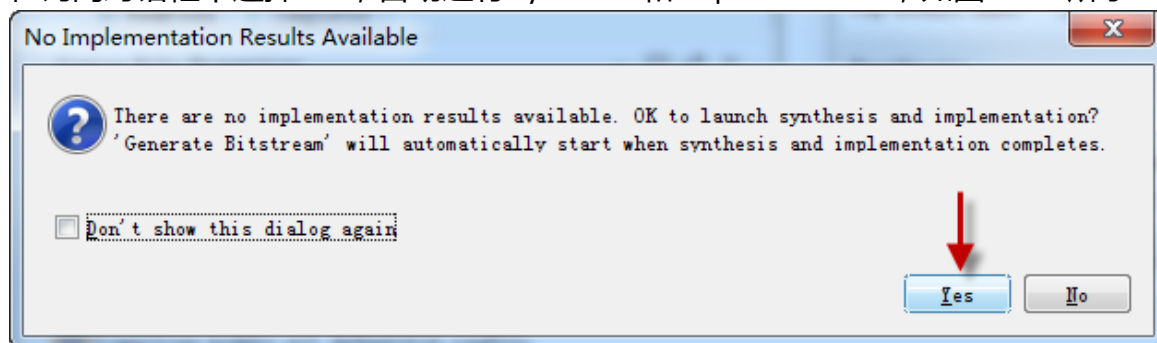 No Implementation Results Available
There are no implementation results available. OK to launch synthesis and implementation?
'Generate Bitstream' will automatically start when synthesis and implementation completes.
Don't show this dialog again
Yes
No